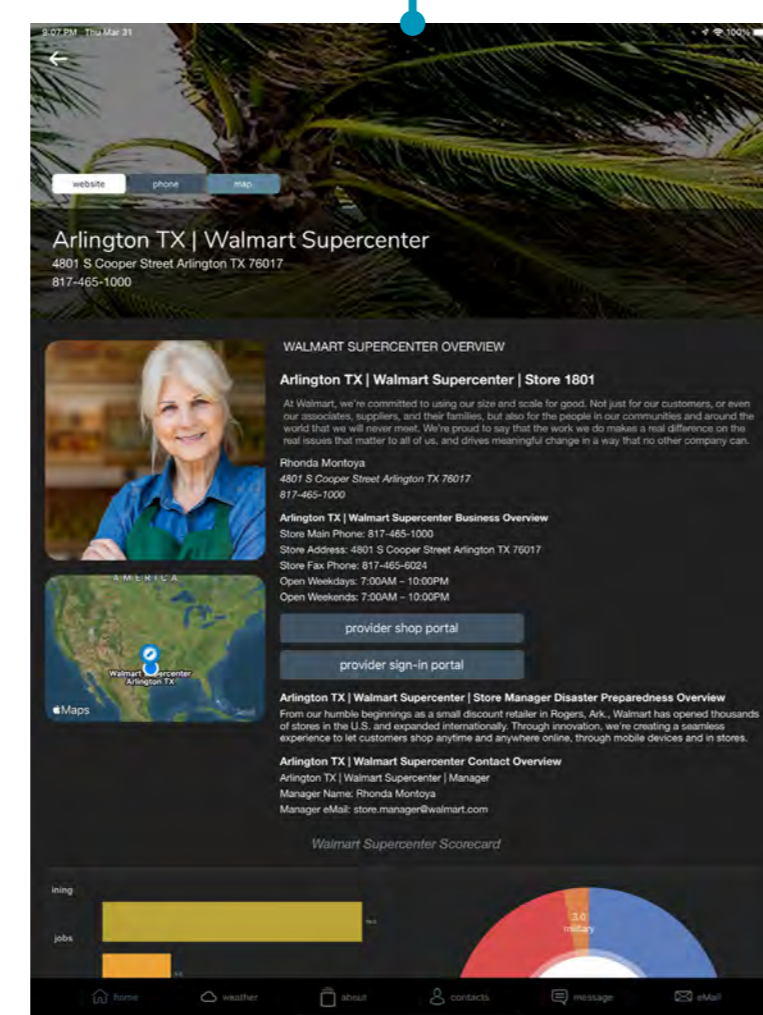 9:07 PM Thu Mar 31
100%
website
phone
map
Arlington TX | Walmart Supercenter
4801 S Cooper Street Arlington TX 76017
817-465-1000
WALMART SUPERCENTER OVERVIEW
Arlington TX | Walmart Supercenter | Store 1801
At Walmart, we're committed to using our size and scale for good. Not just for our customers, or even
our associates, suppliers, and their families, but also for the people in our communities and around the
world that we will never meet. We're proud to say that the work we do makes a real difference on the
real issues that matter to all of us, and drives meaningful change in a way that no other company can.
Rhonda Montoya
4801 S Cooper Street Arlington TX 76017
817-465-1000
Arlington TX | Walmart Supercenter Business Overview
Store Main Phone: 817-465-1000
Store Address: 4801 S Cooper Street Arlington TX 76017
Store Fax Phone: 817-465-6024
Open Weekdays: 7:00AM – 10:00PM
Open Weekends: 7:00AM – 10:00PM
AMERICA
Walmart Supercenter
Arlington TX
Maps
provider shop portal
provider sign-in portal
Arlington TX | Walmart Supercenter | Store Manager Disaster Preparedness Overview
From our humble beginnings as a small discount retailer in Rogers, Ark., Walmart has opened thousands
of stores in the U.S. and expanded internationally. Through innovation, we're creating a seamless
experience to let customers shop anytime and anywhere online, through mobile devices and in stores.
Arlington TX | Walmart Supercenter Contact Overview
Arlington TX | Walmart Supercenter | Manager
Manager Name: Rhonda Montoya
Manager eMail: store.manager@walmart.com
Walmart Supercenter Scorecard
ining
jobs
3.0
military
home
weather
about
contacts
message
eMail